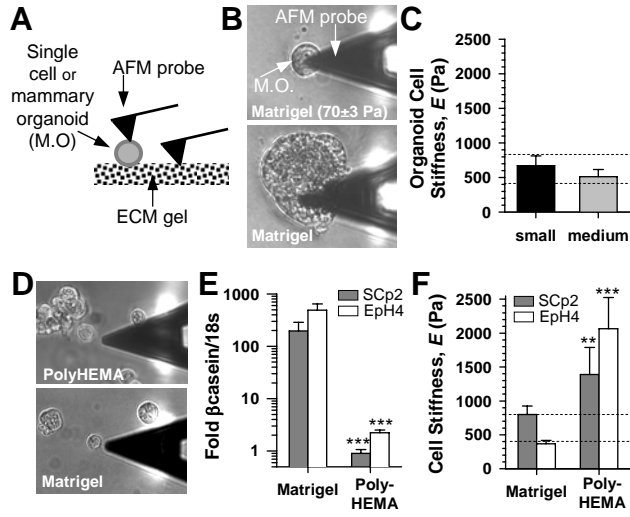 A
Single
cell or
mammary
organoid
(M.O)
AFM probe
ECM gel
B
AFM probe
M.O.
Matrigel (70±3 Pa)
Matrigel
C
Organoid Cell
Stiffness, E (Pa)
2500
2000
1500
1000
500
0
small
medium
D
PolyHEMA
Matrigel
E
Fold βcasein/18s
1000
100
10
1
SCp2
EpH4
***
***
Matrigel
Poly-
HEMA
F
Cell Stiffness, E (Pa)
2500
2000
1500
1000
500
0
SCp2
EpH4
**
***
Matrigel
Poly-
HEMA